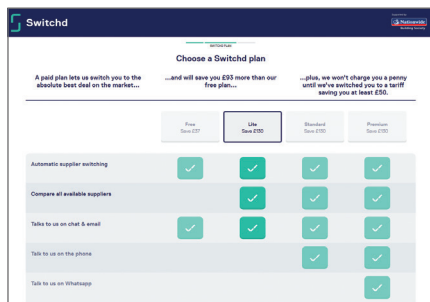 Switchd
Nationwide
Building Society
SWITCHD PLAN
Choose a Switchd plan
A paid plan lets us switch you to the
absolute best deal on the market...
...and will save you £93 more than our
free plan...
...plus, we won't charge you a penny
until we've switched you to a tariff
saving you at least £50.
Free
Save £37
Lite
Save £130
Standard
Save £130
Premium
Save £130
Automatic supplier switching
Compare all available suppliers
Talks to us on chat & email
Talk to us on the phone
Talk to us on Whatsapp